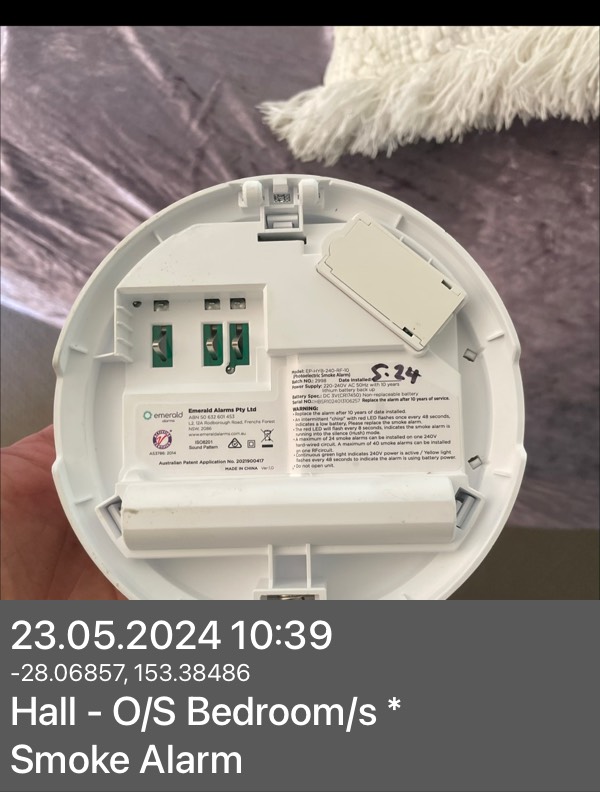 Model: EP-HYB-240-RF-10
(Photoelectric Smoke Alarm)
Batch NO.: 2998 Date Installed: 5.24
Power Supply: 220-240V AC 50Hz with 10 years
lithium battery back up
Battery Spec.: DC 3V(CR17450) Non-replaceable battery
Replace the alarm after 10 years of service.
WARNING:
Replace the alarm after 10 years of date installed.
An intermittent "chirp" with red LED flashes once every 48 seconds,
indicates a low battery. Please replace the smoke alarm.
The red LED will flash every 8 seconds, indicates the smoke alarm is
running into the silence (Hush) mode.
A maximum of 24 smoke alarms can be installed on one 240V
hard-wired circuit. A maximum of 40 smoke alarms can be installed
on one RF circuit.
Continuous green light indicates 240V power is active / Yellow light
flashes every 48 seconds to indicate the alarm is using battery power.
Do not open unit.
emerald
alarms
Emerald Alarms Pty Ltd
ABN 50 632 601 453
L2, 12A Rodborough Road, Frenchs Forest
NSW, 2086
www.emeraldalarms.com.au
AS3786: 2014
ISO8201
Sound Pattern
Australian Patent Application No. 2021900417
MADE IN CHINA Ver 1.0
23.05.2024 10:39
-28.06857, 153.38486
Hall - O/S Bedroom/s *
Smoke Alarm